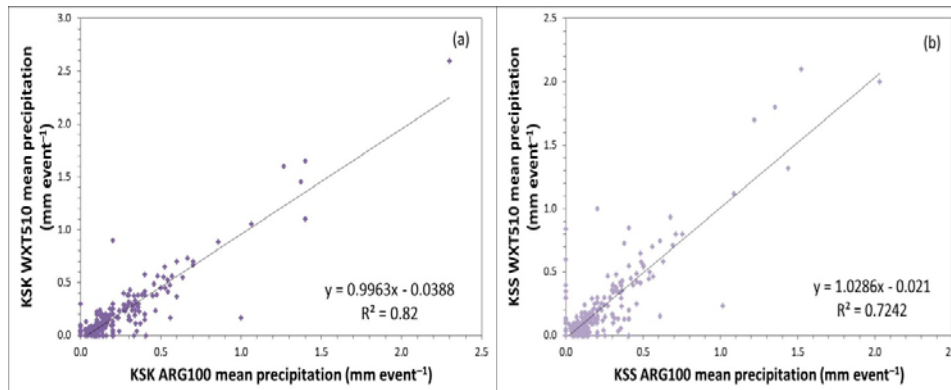 (a)
KSK WXT510 mean precipitation
(mm event⁻¹)
3.0
2.5
2.0
1.5
1.0
0.5
0.0
y = 0.9963x - 0.0388
R² = 0.82
0.0 0.5 1.0 1.5 2.0 2.5
KSK ARG100 mean precipitation (mm event⁻¹)
(b)
KSS WXT510 mean precipitation
(mm event⁻¹)
2.5
2.0
1.5
1.0
0.5
0.0
y = 1.0286x - 0.021
R² = 0.7242
0.0 0.5 1.0 1.5 2.0 2.5
KSS ARG100 mean precipitation (mm event⁻¹)